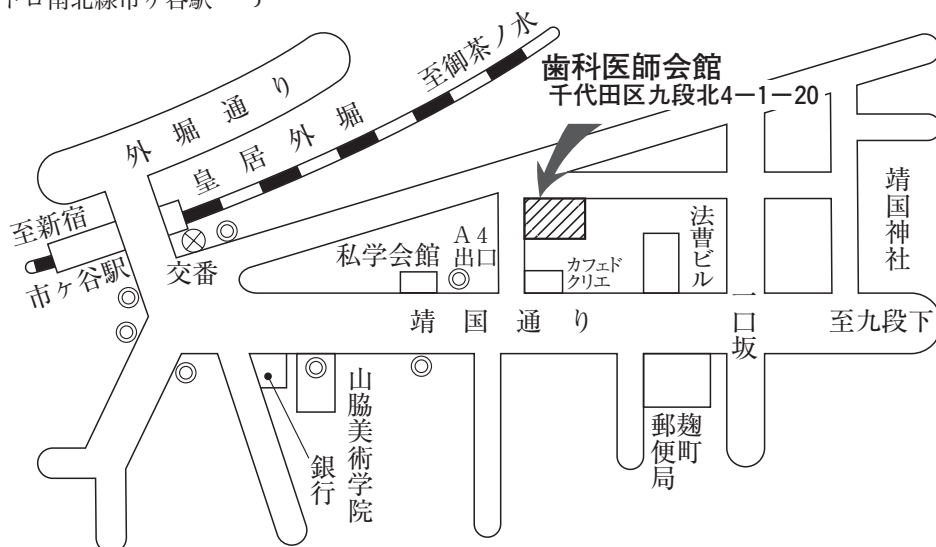 トロ南北線市ヶ谷駅
至御茶ノ水
歯科医師会館
千代田区九段北4－1－20
外堀通り
皇居外堀
至新宿
市ヶ谷駅
交番
私学会館
A4
出口
カフェド
クリエ
法曹ビル
靖国神社
靖国通り
一口坂
至九段下
銀行
山脇美術学院
麹町
郵便局